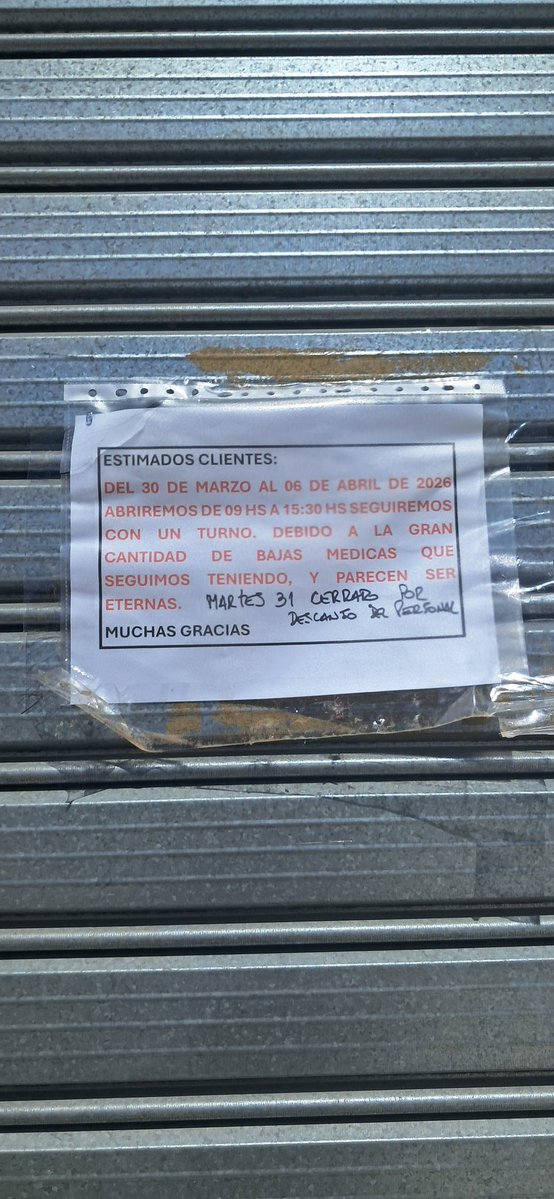 ESTIMADOS CLIENTES:
DEL 30 DE MARZO AL 06 DE ABRIL DE 2026
ABRIREMOS DE 09 HS A 15:30 HS SEGUIREMOS
CON UN TURNO. DEBIDO A LA GRAN
CANTIDAD DE BAJAS MEDICAS QUE
SEGUIMOS TENIENDO, Y PARECEN SER
ETERNAS. MARTES 31 CERRADO POR
DESCANSO DEL PERSONAL
MUCHAS GRACIAS